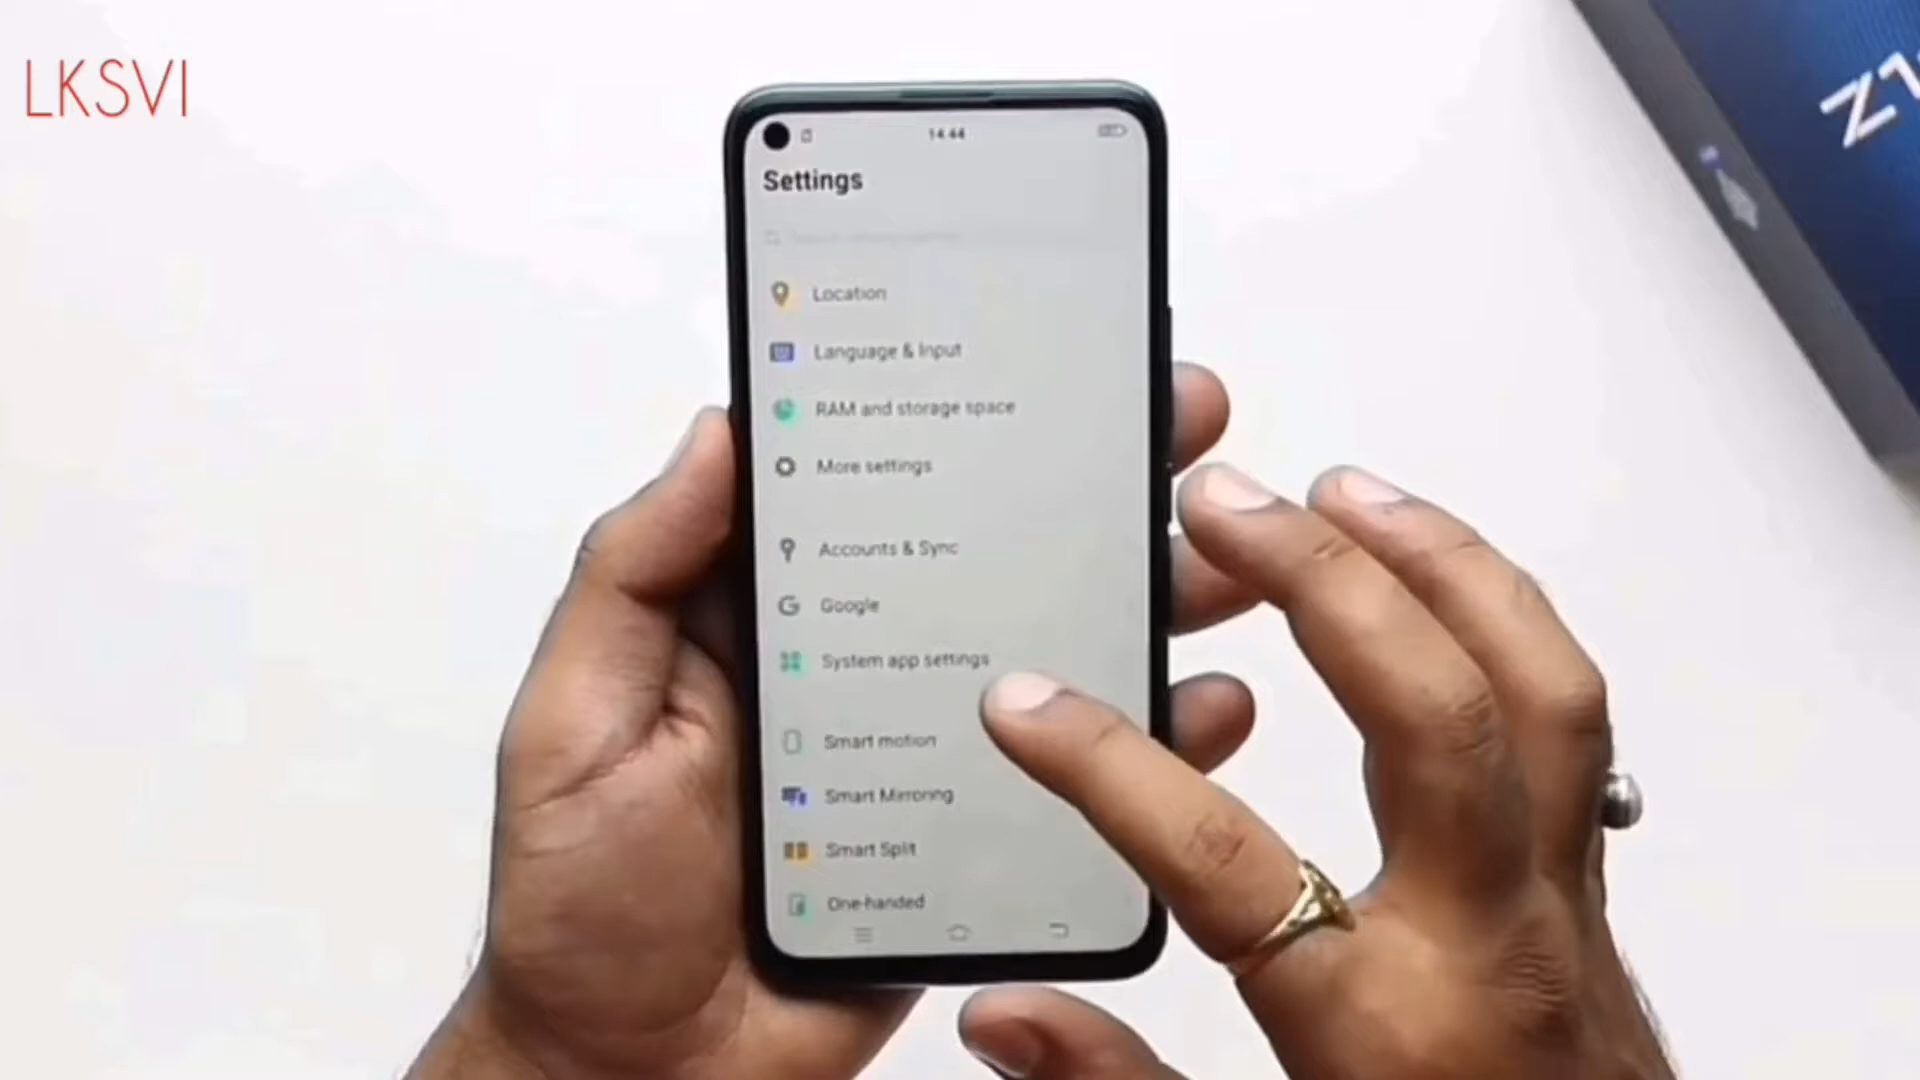 LKSVI
Z1
14:44
Settings
Location
Language & Input
RAM and storage space
More settings
Accounts & Sync
Google
System app settings
Smart motion
Smart Mirroring
Smart Split
One-handed